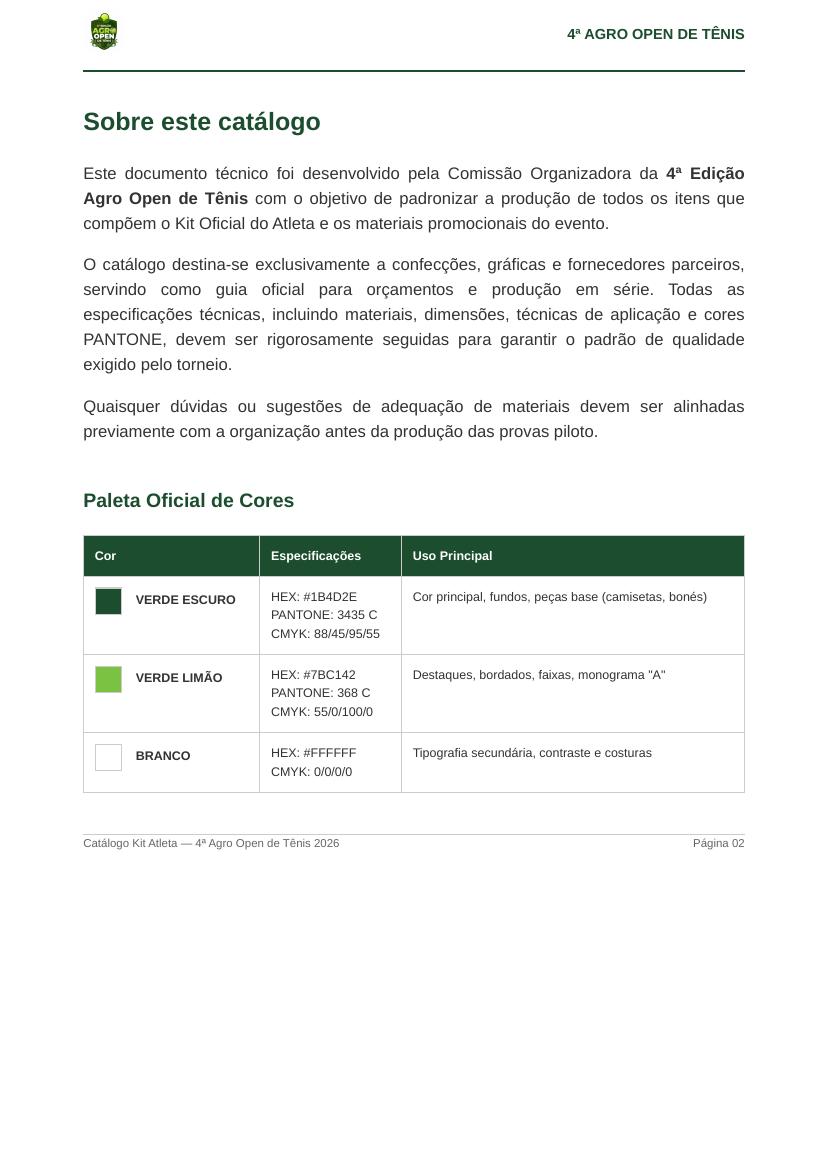 AGRO
OPEN
DE TÊNIS
4ª AGRO OPEN DE TÊNIS
Sobre este catálogo
Este documento técnico foi desenvolvido pela Comissão Organizadora da 4ª Edição
Agro Open de Tênis com o objetivo de padronizar a produção de todos os itens que
compõem o Kit Oficial do Atleta e os materiais promocionais do evento.
O catálogo destina-se exclusivamente a confecções, gráficas e fornecedores parceiros,
servindo como guia oficial para orçamentos e produção em série. Todas as
especificações técnicas, incluindo materiais, dimensões, técnicas de aplicação e cores
PANTONE, devem ser rigorosamente seguidas para garantir o padrão de qualidade
exigido pelo torneio.
Quaisquer dúvidas ou sugestões de adequação de materiais devem ser alinhadas
previamente com a organização antes da produção das provas piloto.
Paleta Oficial de Cores
Cor Especificações Uso Principal
VERDE ESCURO HEX: #1B4D2E Cor principal, fundos, peças base (camisetas, bonés)
PANTONE: 3435 C
CMYK: 88/45/95/55
VERDE LIMÃO HEX: #7BC142 Destaques, bordados, faixas, monograma "A"
PANTONE: 368 C
CMYK: 55/0/100/0
BRANCO HEX: #FFFFFF Tipografia secundária, contraste e costuras
CMYK: 0/0/0/0
Catálogo Kit Atleta — 4ª Agro Open de Tênis 2026 Página 02